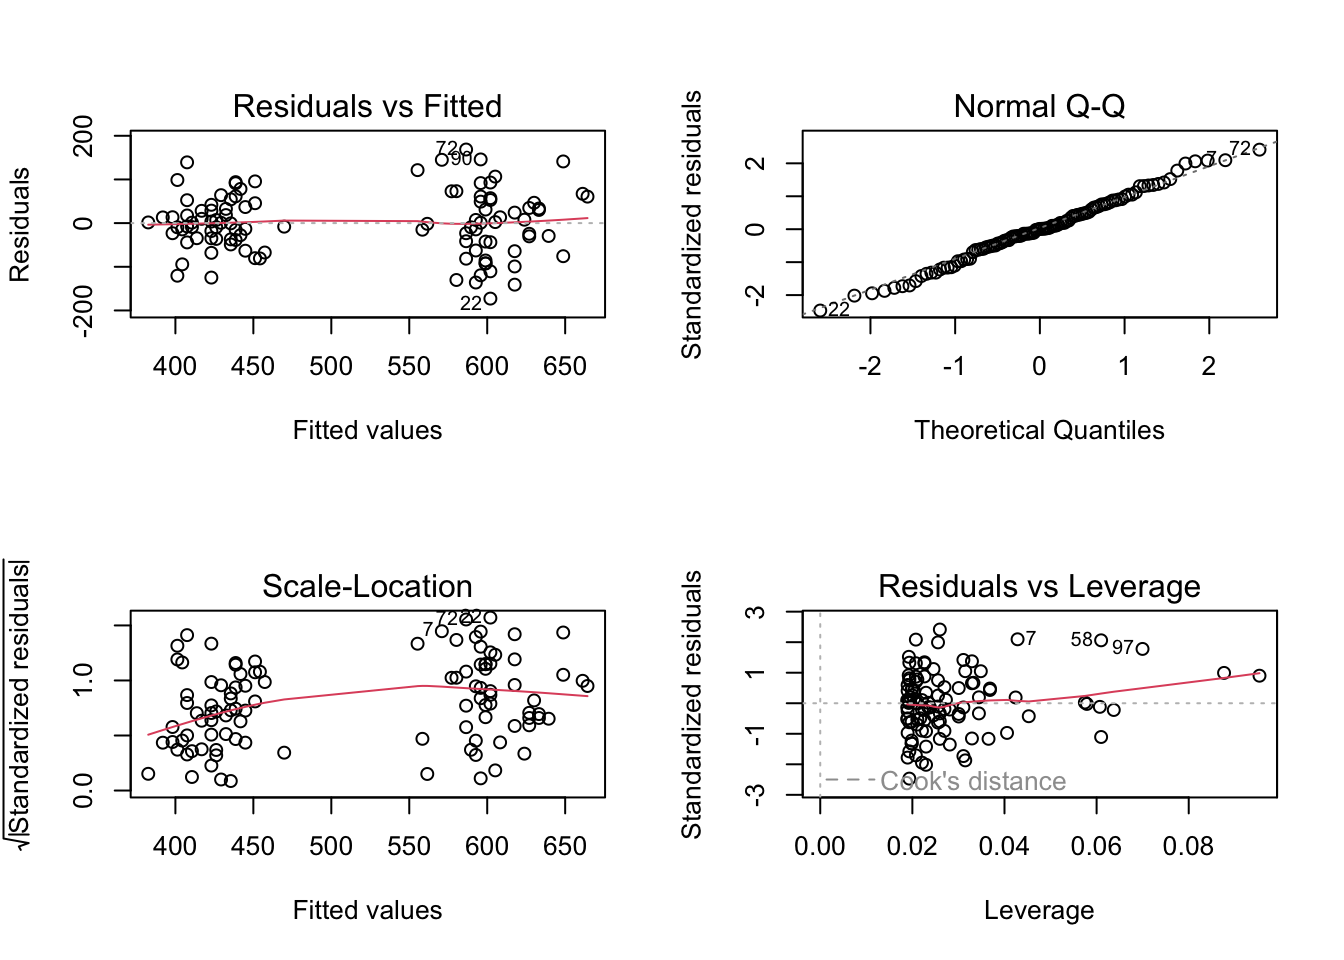 Residuals vs Fitted
Residuals
200
0
-200
72
90
22
400 450 500 550 600 650
Fitted values
Normal Q-Q
Standardized residuals
2
0
-2
7 72
22
-2 -1 0 1 2
Theoretical Quantiles
Scale-Location
√|Standardized residuals|
1.0
0.0
7 72 22
400 450 500 550 600 650
Fitted values
Residuals vs Leverage
Standardized residuals
3
1
-1
-3
7 58 97
Cook's distance
0.00 0.02 0.04 0.06 0.08
Leverage